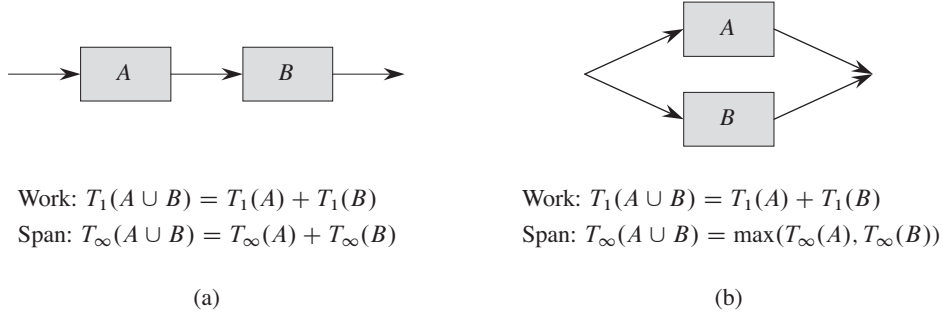 A
B
A
B
Work: T₁(A ∪ B) = T₁(A) + T₁(B)
Span: T∞(A ∪ B) = T∞(A) + T∞(B)
(a)
Work: T₁(A ∪ B) = T₁(A) + T₁(B)
Span: T∞(A ∪ B) = max(T∞(A), T∞(B))
(b)